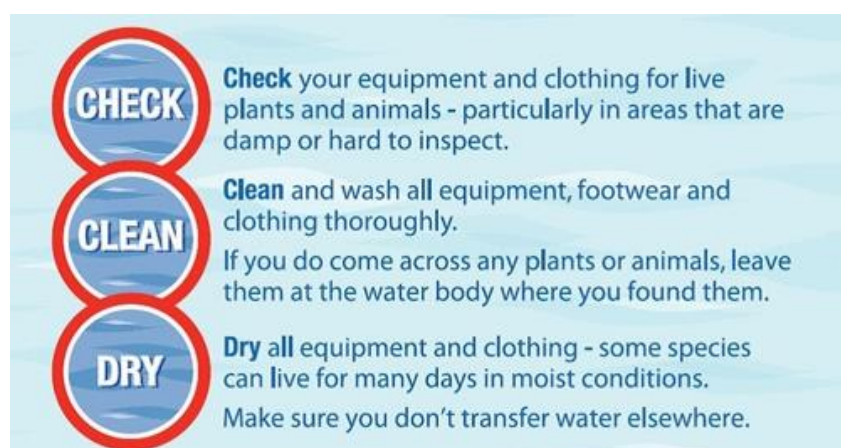 CHECK
Check your equipment and clothing for live
plants and animals - particularly in areas that are
damp or hard to inspect.
CLEAN
Clean and wash all equipment, footwear and
clothing thoroughly.
If you do come across any plants or animals, leave
them at the water body where you found them.
DRY
Dry all equipment and clothing - some species
can live for many days in moist conditions.
Make sure you don't transfer water elsewhere.